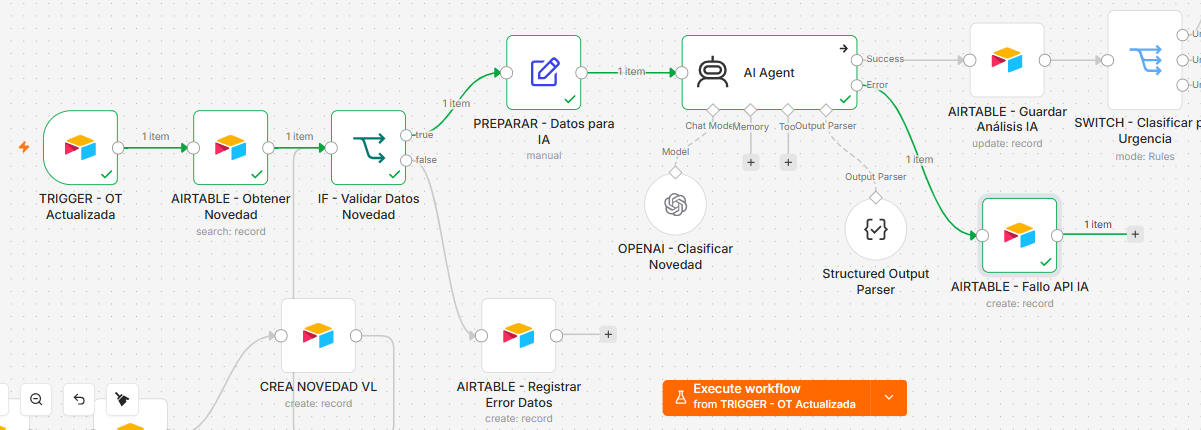 1 item
AI Agent
Success
Error
Chat Model
Memory
Tool
Output Parser
PREPARAR - Datos para
IA
manual
AIRTABLE - Guardar
Análisis IA
update: record
SWITCH - Clasificar p
Urgencia
mode: Rules
Un
Un
Un
1 item
1 item
1 item
true
false
TRIGGER - OT
Actualizada
AIRTABLE - Obtener
Novedad
search: record
IF - Validar Datos
Novedad
Model
OPENAI - Clasificar
Novedad
Output Parser
Structured Output
Parser
1 item
1 item
AIRTABLE - Fallo API IA
create: record
CREA NOVEDAD VL
create: record
AIRTABLE - Registrar
Error Datos
create: record
Execute workflow
from TRIGGER - OT Actualizada